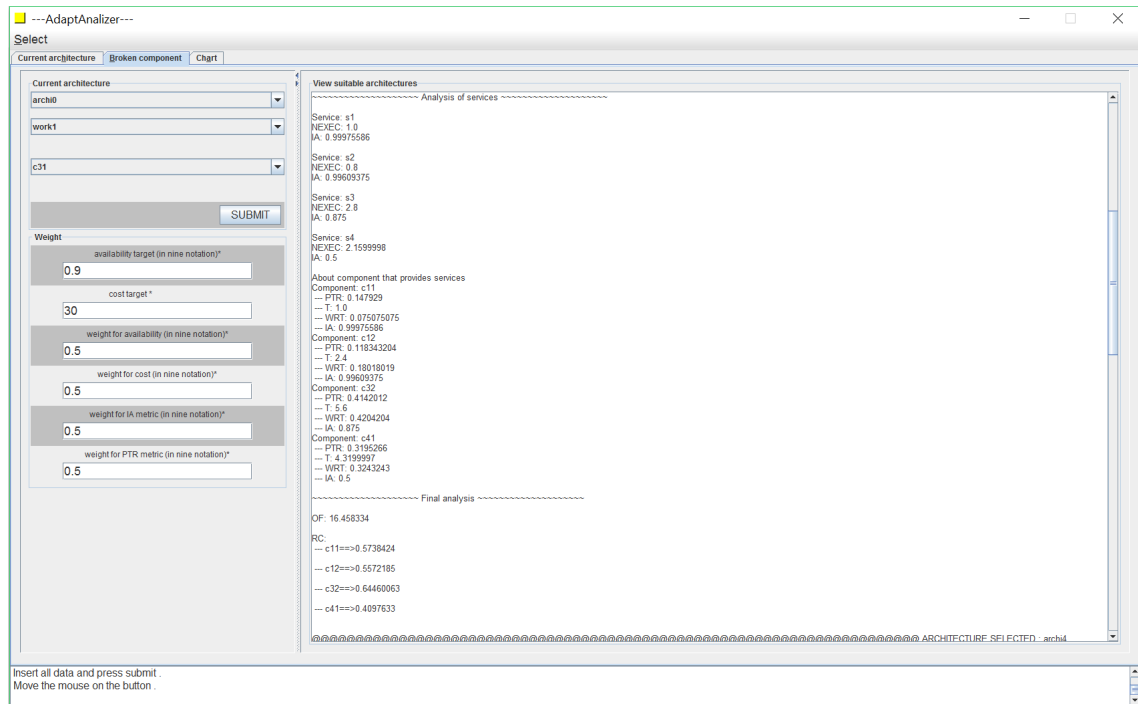 ---AdaptAnalizer---
Select
Current architecture Broken component Chart
Current architecture
archi0
work1
c31
SUBMIT
Weight
availability target (in nine notation)*
0.9
cost target *
30
weight for availability (in nine notation)*
0.5
weight for cost (in nine notation)*
0.5
weight for IA metric (in nine notation)*
0.5
weight for PTR metric (in nine notation)*
0.5
View suitable architectures
~~~~~~~~~~~~~~~~~~~~ Analysis of services ~~~~~~~~~~~~~~~~~~~~
Service: s1
NEXEC: 1.0
IA: 0.99975586
Service: s2
NEXEC: 0.8
IA: 0.99609375
Service: s3
NEXEC: 2.8
IA: 0.875
Service: s4
NEXEC: 2.1599998
IA: 0.5
About component that provides services
Component: c11
--- PTR: 0.147929
--- T: 1.0
--- WRT: 0.075075075
--- IA: 0.99975586
Component: c12
--- PTR: 0.118343204
--- T: 2.4
--- WRT: 0.18018019
--- IA: 0.99609375
Component: c32
--- PTR: 0.4142012
--- T: 5.6
--- WRT: 0.4204204
--- IA: 0.875
Component: c41
--- PTR: 0.3195266
--- T: 4.3199997
--- WRT: 0.3243243
--- IA: 0.5
~~~~~~~~~~~~~~~~~~~~ Final analysis ~~~~~~~~~~~~~~~~~~~~
OF: 16.458334
RC:
--- c11==>0.5738424
--- c12==>0.5572185
--- c32==>0.64460063
--- c41==>0.4097633
@@@@@@@@@@@@@@@@@@@@@@@@@@@@@@@@@@@@@@@@@@@@@@@@@@@@@@@@@@@@@@@@@@@@@@ ARCHITECTURE SELECTED : archi4
Insert all data and press submit .
Move the mouse on the button .